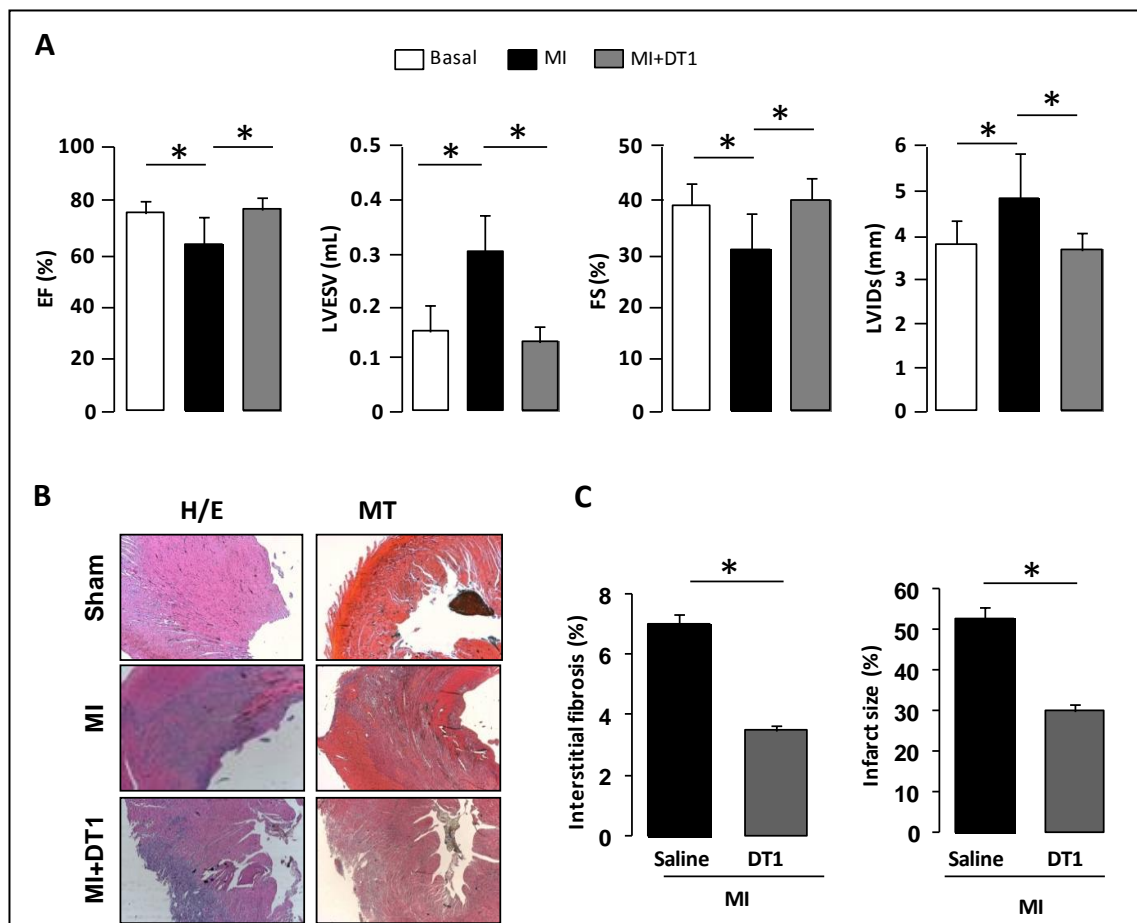 A
Basal MI MI+DT1
* * * * * * * *
EF (%)
100
80
60
40
20
0
LVESV (mL)
0.5
0.4
0.3
0.2
0.1
0
FS (%)
50
40
30
20
10
0
LVIDs (mm)
6
5
4
3
2
1
0
B
H/E MT
Sham
MI
MI+DT1
C
*
Interstitial fibrosis (%)
8
6
4
2
0
Saline DT1
MI
*
Infarct size (%)
60
50
40
30
20
10
0
Saline DT1
MI